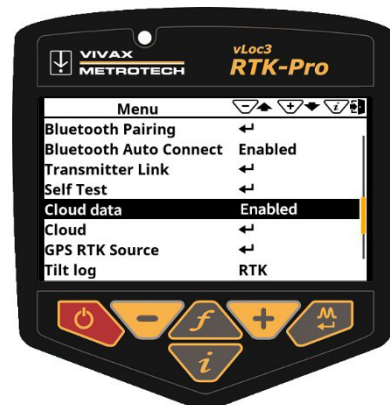 VIVAX
METROTECH
vLoc3
RTK-Pro
Menu - + i
Bluetooth Pairing
Bluetooth Auto Connect Enabled
Transmitter Link
Self Test
Cloud data Enabled
Cloud
GPS RTK Source
Tilt log RTK
f
i